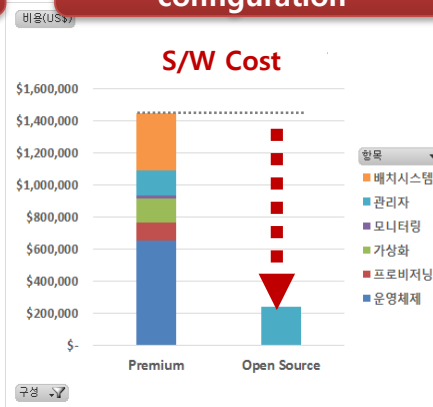 configuration
비용(US$)
S/W Cost
$1,600,000
$1,400,000
$1,200,000
$1,000,000
$800,000
$600,000
$400,000
$200,000
$-
Premium
Open Source
항목
배치시스템
관리자
모니터링
가상화
프로비저닝
운영체제
구성